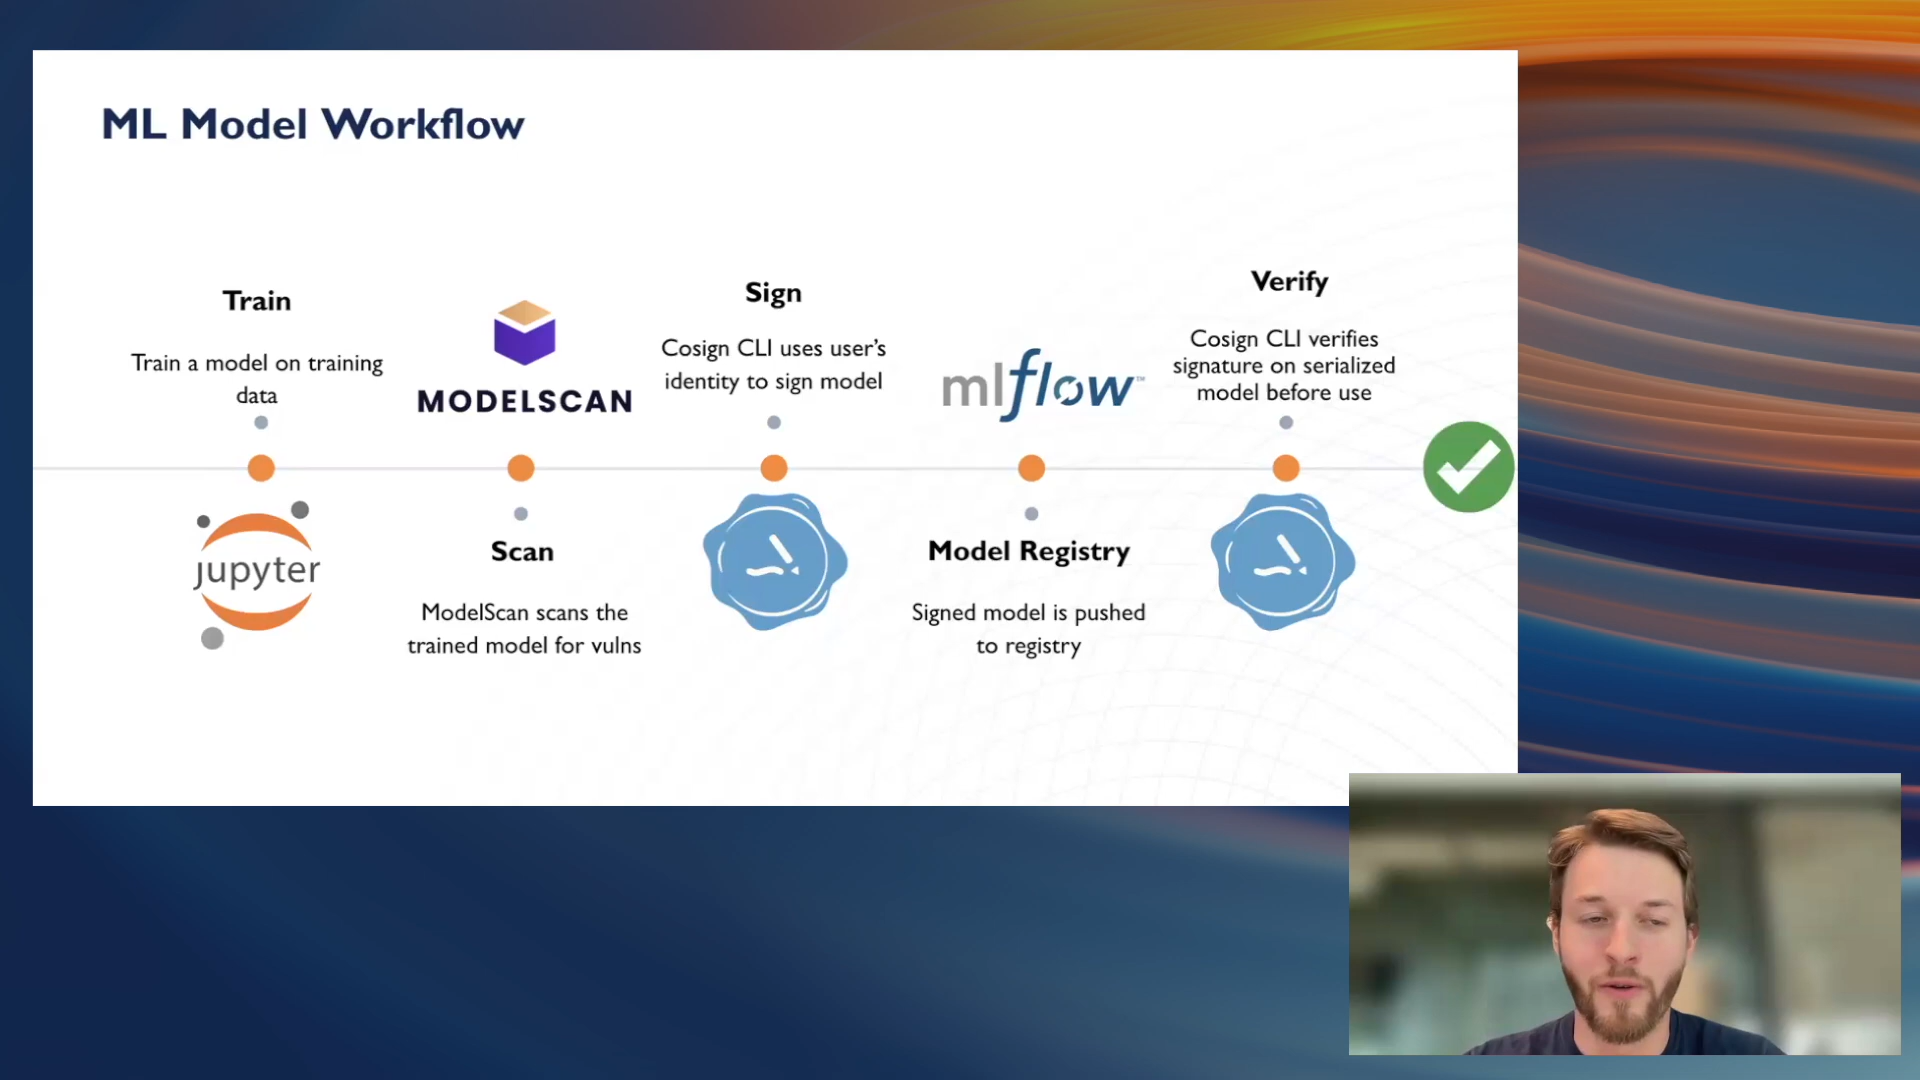 ML Model Workflow
Train
Train a model on training
data
jupyter
MODELSCAN
Scan
ModelScan scans the
trained model for vulns
Sign
Cosign CLI uses user's
identity to sign model
mlflow™
Model Registry
Signed model is pushed
to registry
Verify
Cosign CLI verifies
signature on serialized
model before use